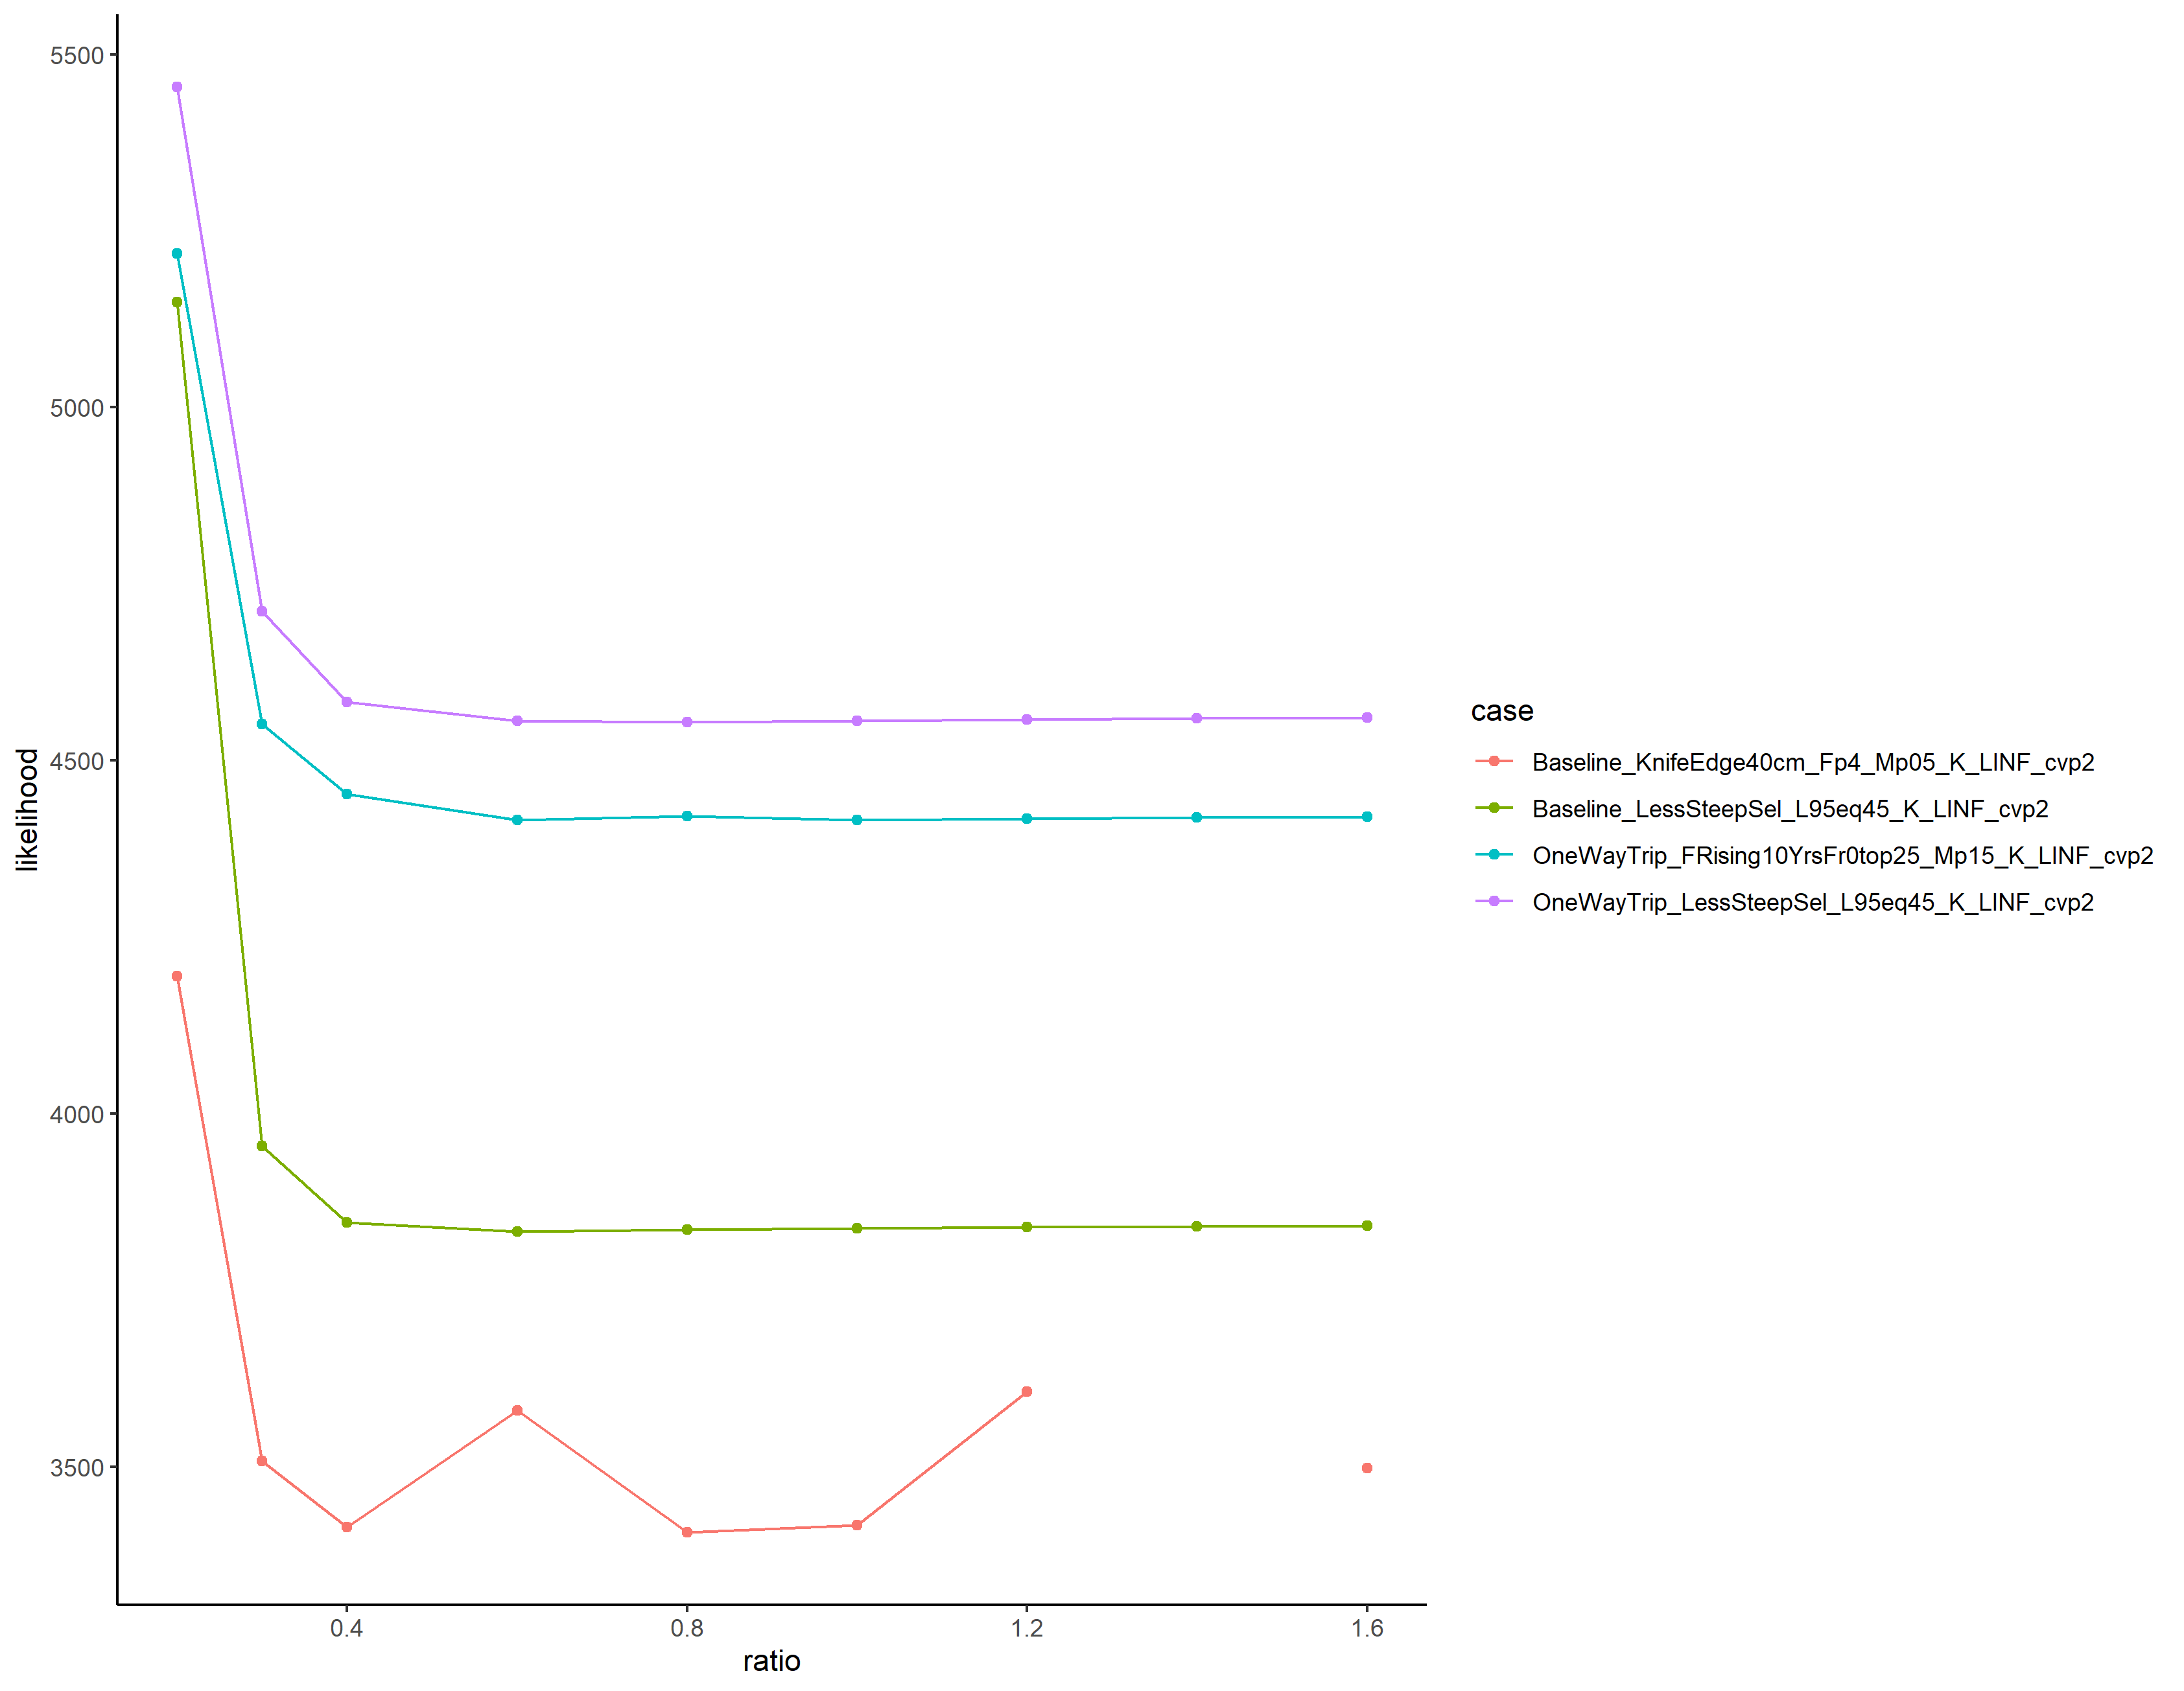 5500
5000
4500
4000
3500
likelihood
0.4
0.8
1.2
1.6
ratio
case
Baseline_KnifeEdge40cm_Fp4_Mp05_K_LINF_cvp2
Baseline_LessSteepSel_L95eq45_K_LINF_cvp2
OneWayTrip_FRising10YrsFr0top25_Mp15_K_LINF_cvp2
OneWayTrip_LessSteepSel_L95eq45_K_LINF_cvp2